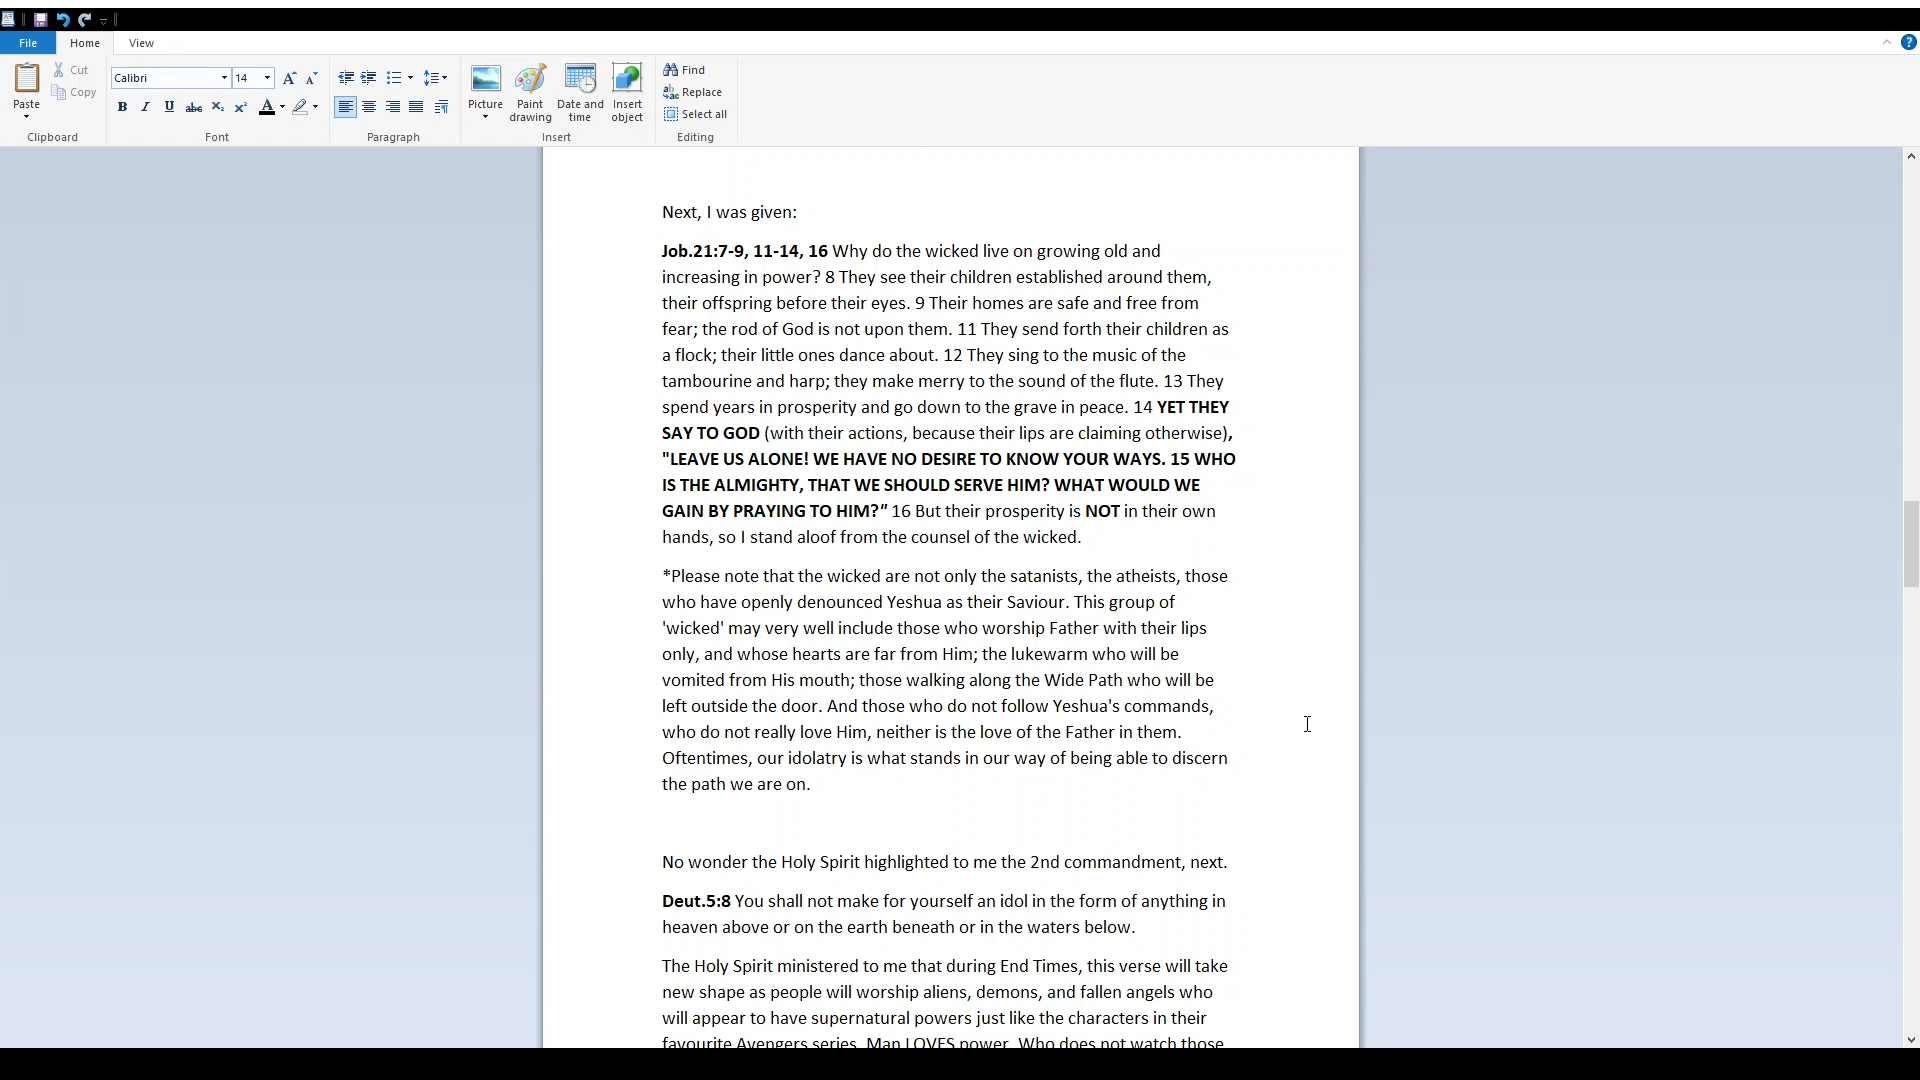 File Home View
Calibri 14
Paste Cut Copy
B I U abc X₂ X² A
Picture Paint drawing Date and time Insert object
Find
Replace
Select all
Clipboard Font Paragraph Insert Editing
Next, I was given:
Job.21:7-9, 11-14, 16 Why do the wicked live on growing old and
increasing in power? 8 They see their children established around them,
their offspring before their eyes. 9 Their homes are safe and free from
fear; the rod of God is not upon them. 11 They send forth their children as
a flock; their little ones dance about. 12 They sing to the music of the
tambourine and harp; they make merry to the sound of the flute. 13 They
spend years in prosperity and go down to the grave in peace. 14 YET THEY
SAY TO GOD (with their actions, because their lips are claiming otherwise),
"LEAVE US ALONE! WE HAVE NO DESIRE TO KNOW YOUR WAYS. 15 WHO
IS THE ALMIGHTY, THAT WE SHOULD SERVE HIM? WHAT WOULD WE
GAIN BY PRAYING TO HIM?" 16 But their prosperity is NOT in their own
hands, so I stand aloof from the counsel of the wicked.
*Please note that the wicked are not only the satanists, the atheists, those
who have openly denounced Yeshua as their Saviour. This group of
'wicked' may very well include those who worship Father with their lips
only, and whose hearts are far from Him; the lukewarm who will be
vomited from His mouth; those walking along the Wide Path who will be
left outside the door. And those who do not follow Yeshua's commands,
who do not really love Him, neither is the love of the Father in them.
Oftentimes, our idolatry is what stands in our way of being able to discern
the path we are on.
No wonder the Holy Spirit highlighted to me the 2nd commandment, next.
Deut.5:8 You shall not make for yourself an idol in the form of anything in
heaven above or on the earth beneath or in the waters below.
The Holy Spirit ministered to me that during End Times, this verse will take
new shape as people will worship aliens, demons, and fallen angels who
will appear to have supernatural powers just like the characters in their
favourite Avengers series. Man LOVES power. Who does not watch those